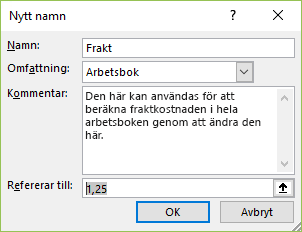 Nytt namn
Namn: Frakt
Omfattning: Arbetsbok
Kommentar: Den här kan användas för att
beräkna fraktkostnaden i hela
arbetsboken genom att ändra den
här.
Refererar till: 1,25
OK Avbryt